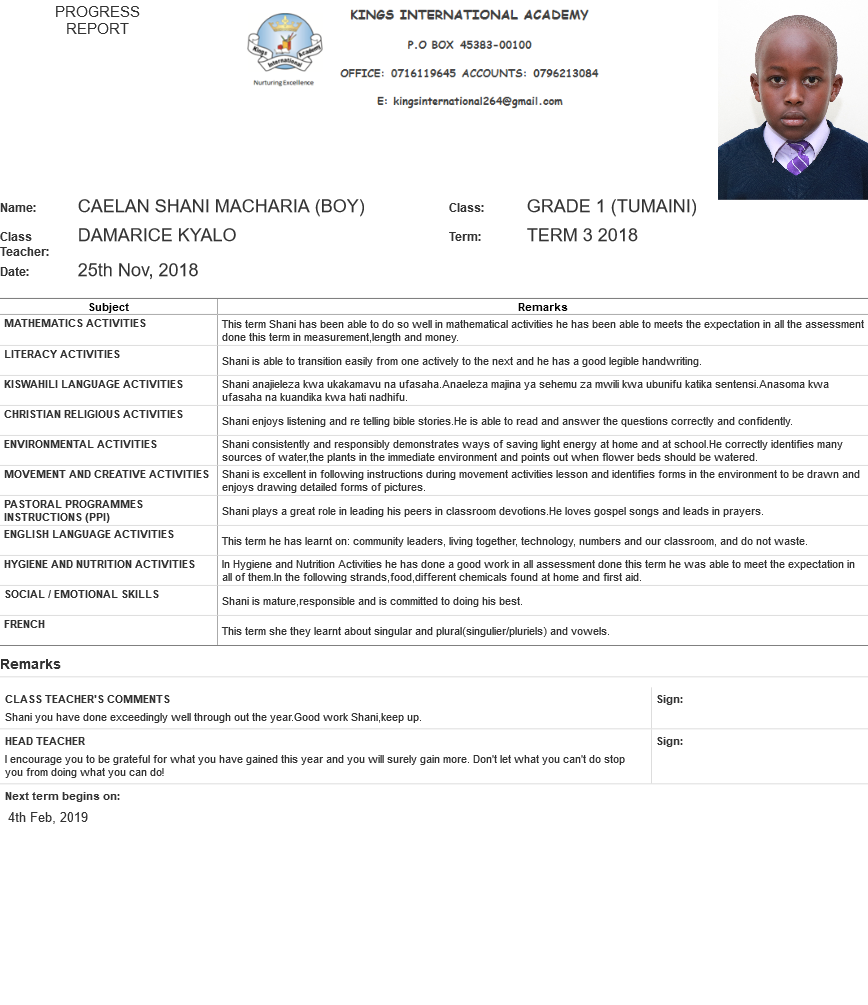 PROGRESS
REPORT
Kings Academy
International
Nurturing Excellence
KINGS INTERNATIONAL ACADEMY
P.O BOX 45383-00100
OFFICE: 0716119645 ACCOUNTS: 0796213084
E: kingsinternational264@gmail.com
Name: CAELAN SHANI MACHARIA (BOY) Class: GRADE 1 (TUMAINI)
Class Teacher: DAMARICE KYALO Term: TERM 3 2018
Date: 25th Nov, 2018
Subject Remarks
MATHEMATICS ACTIVITIES
This term Shani has been able to do so well in mathematical activities he has been able to meets the expectation in all the assessment
done this term in measurement,length and money.
LITERACY ACTIVITIES
Shani is able to transition easily from one actively to the next and he has a good legible handwriting.
KISWAHILI LANGUAGE ACTIVITIES
Shani anajieleza kwa ukakamavu na ufasaha.Anaeleza majina ya sehemu za mwili kwa ubunifu katika sentensi.Anasoma kwa
ufasaha na kuandika kwa hati nadhifu.
CHRISTIAN RELIGIOUS ACTIVITIES
Shani enjoys listening and re telling bible stories.He is able to read and answer the questions correctly and confidently.
ENVIRONMENTAL ACTIVITIES
Shani consistently and responsibly demonstrates ways of saving light energy at home and at school.He correctly identifies many
sources of water,the plants in the immediate environment and points out when flower beds should be watered.
MOVEMENT AND CREATIVE ACTIVITIES
Shani is excellent in following instructions during movement activities lesson and identifies forms in the environment to be drawn and
enjoys drawing detailed forms of pictures.
PASTORAL PROGRAMMES
INSTRUCTIONS (PPI)
Shani plays a great role in leading his peers in classroom devotions.He loves gospel songs and leads in prayers.
ENGLISH LANGUAGE ACTIVITIES
This term he has learnt on: community leaders, living together, technology, numbers and our classroom, and do not waste.
HYGIENE AND NUTRITION ACTIVITIES
In Hygiene and Nutrition Activities he has done a good work in all assessment done this term he was able to meet the expectation in
all of them.In the following strands,food,different chemicals found at home and first aid.
SOCIAL / EMOTIONAL SKILLS
Shani is mature,responsible and is committed to doing his best.
FRENCH
This term she they learnt about singular and plural(singulier/pluriels) and vowels.
Remarks
CLASS TEACHER'S COMMENTS Sign:
Shani you have done exceedingly well through out the year.Good work Shani,keep up.
HEAD TEACHER Sign:
I encourage you to be grateful for what you have gained this year and you will surely gain more. Don't let what you can't do stop
you from doing what you can do!
Next term begins on:
4th Feb, 2019